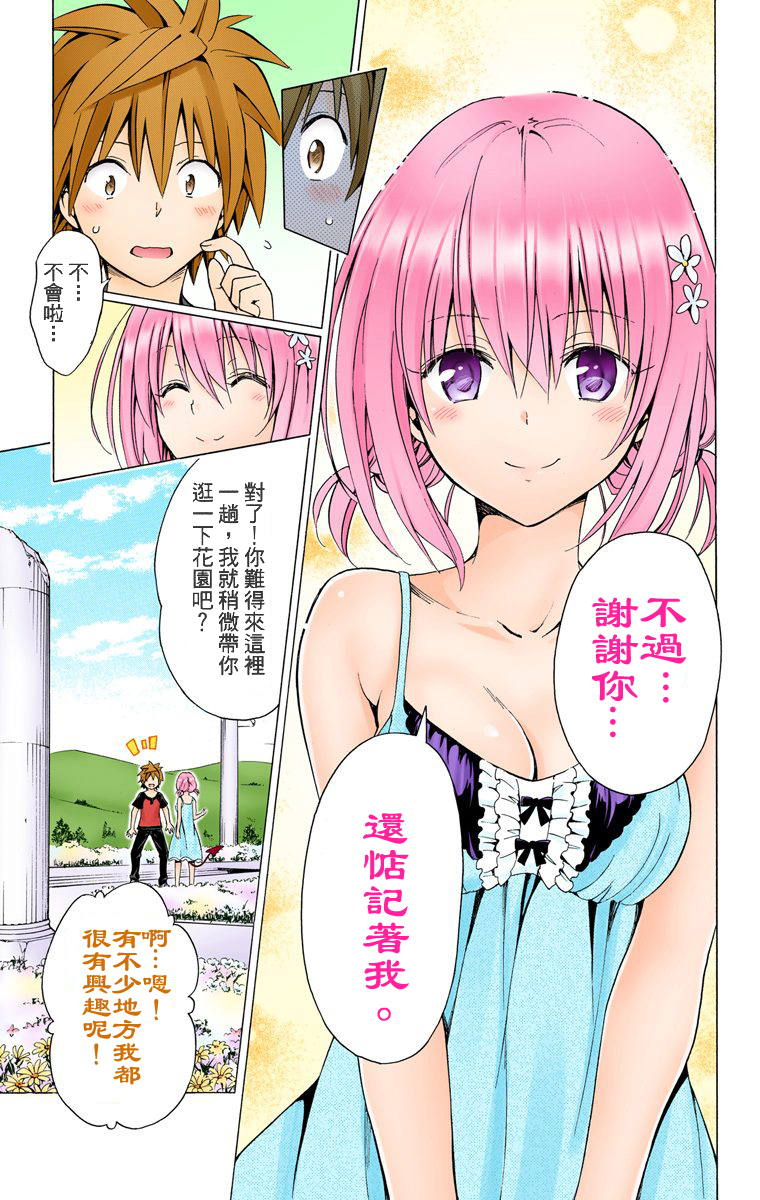 不過…
謝謝你…
還惦記著我。
不…
不會啦…
對了！你難得來這裡
一趟，我就稍微帶你
逛一下花園吧？
啊…嗯！
有不少地方我都
很有興趣呢！